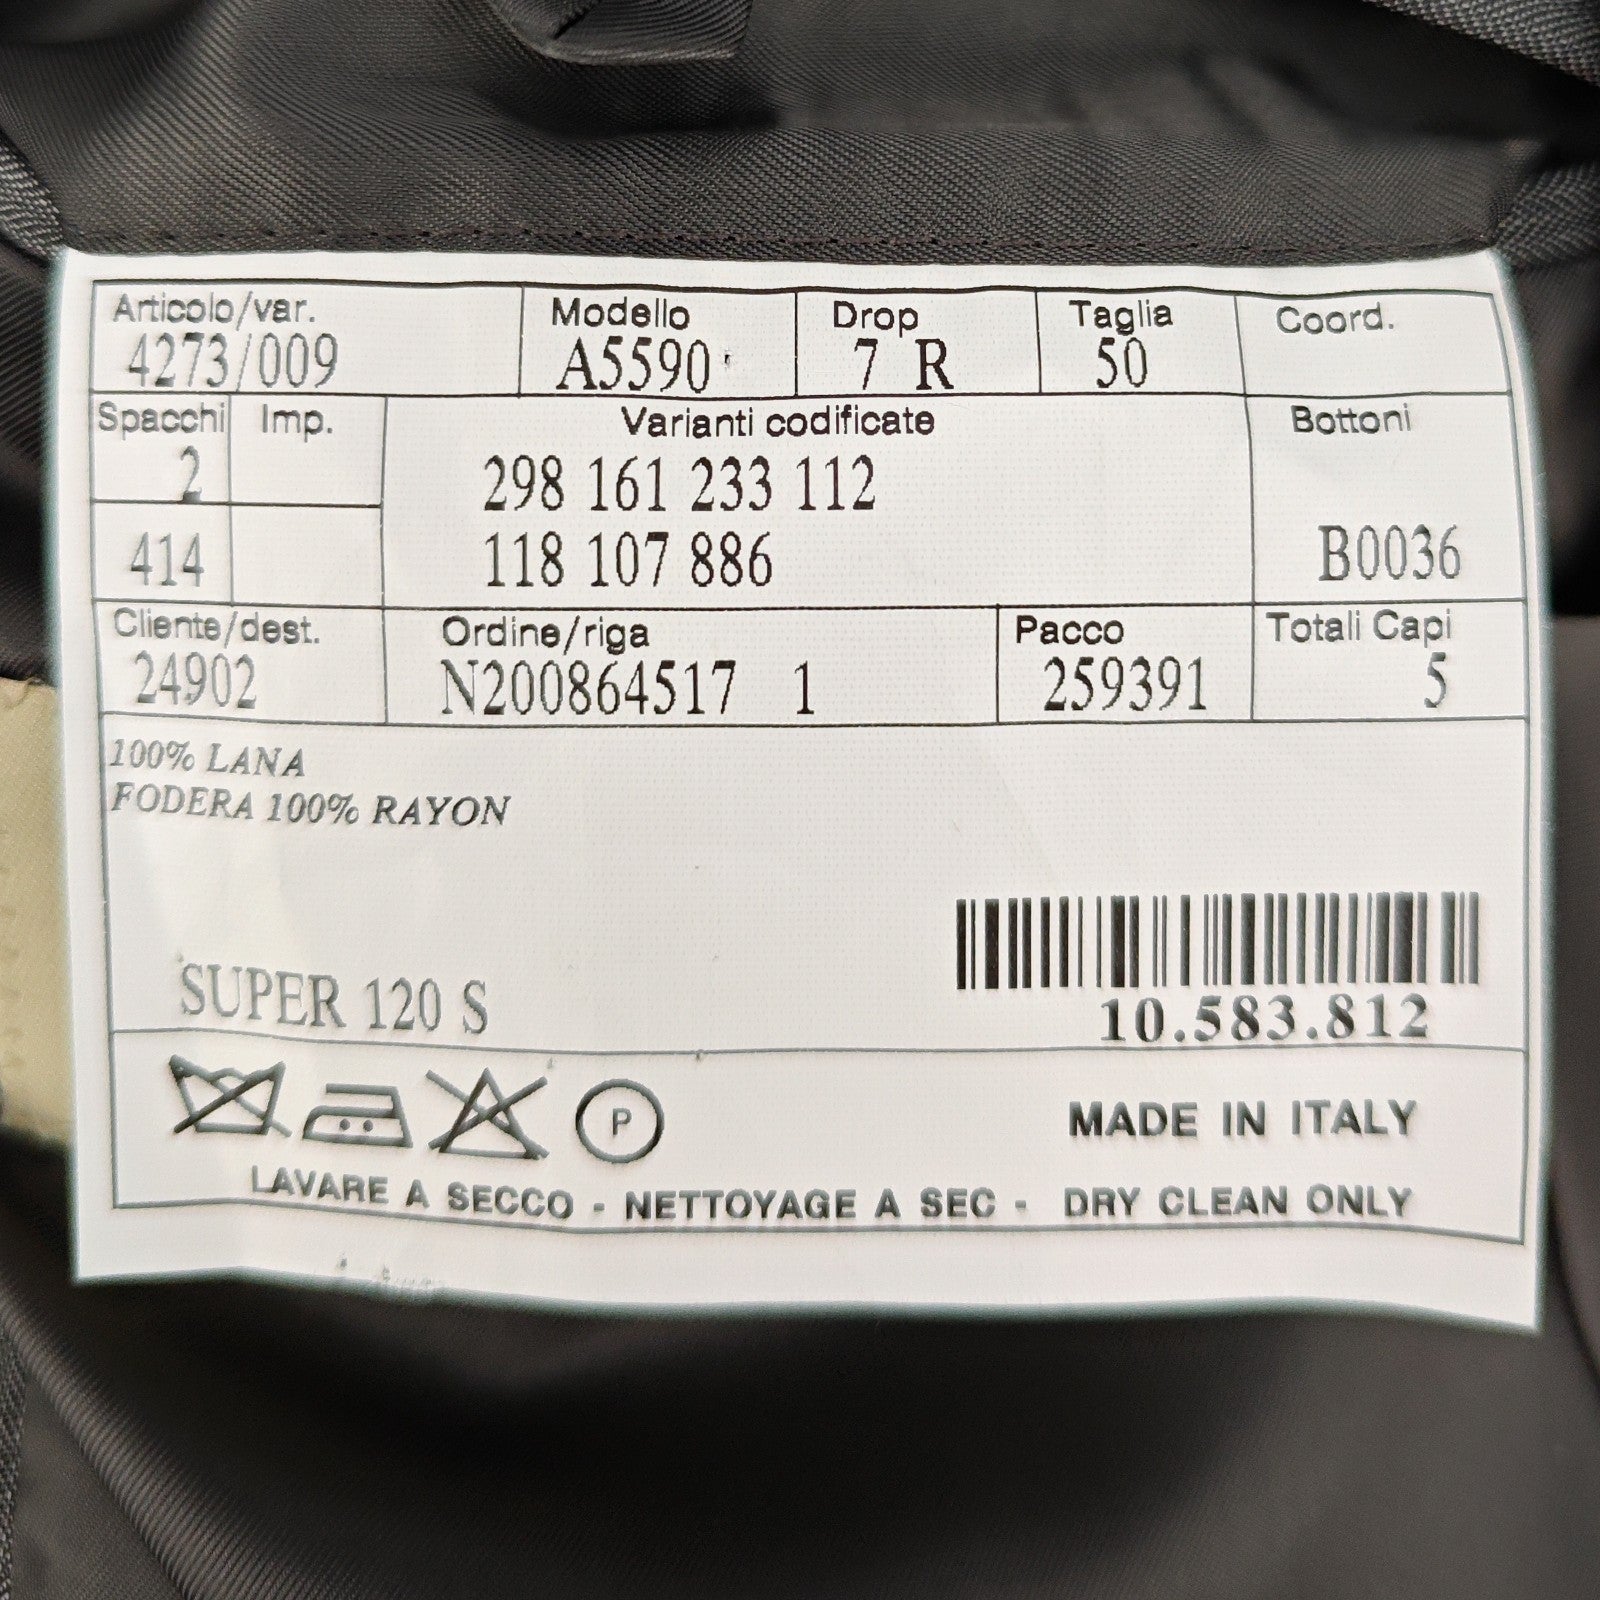 Articolo/var. Modello Drop Taglia Coord.
4273/009 A5590 7 R 50
Spacchi Imp. Varianti codificate Bottoni
2 298 161 233 112
414 118 107 886 B0036
Cliente/dest. Ordine/riga Pacco Totali Capi
24902 N200864517 1 259391 5
100% LANA
FODERA 100% RAYON
SUPER 120 S 10.583.812
P MADE IN ITALY
LAVARE A SECCO - NETTOYAGE A SEC - DRY CLEAN ONLY